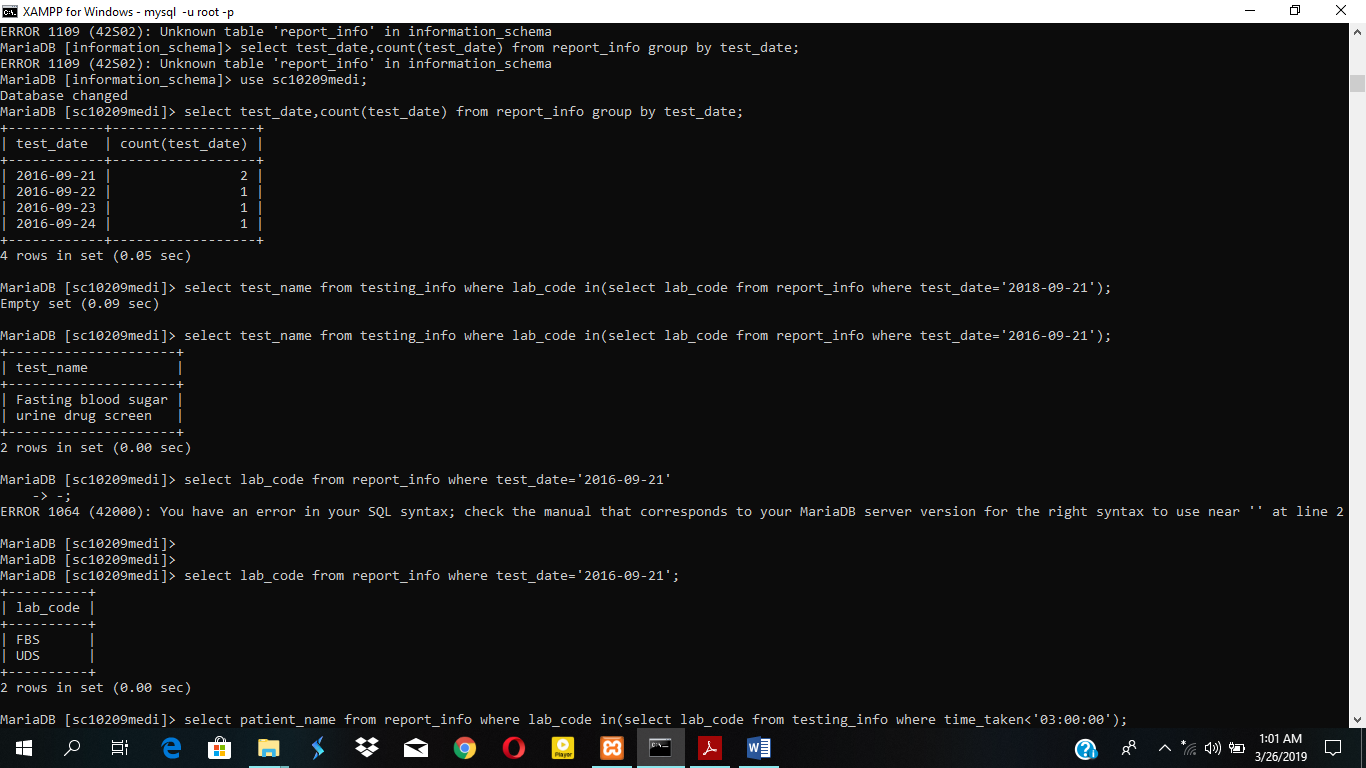 XAMPP for Windows - mysql -u root -p
ERROR 1109 (42S02): Unknown table 'report_info' in information_schema
MariaDB [information_schema]> select test_date,count(test_date) from report_info group by test_date;
ERROR 1109 (42S02): Unknown table 'report_info' in information_schema
MariaDB [information_schema]> use sc10209medi;
Database changed
MariaDB [sc10209medi]> select test_date,count(test_date) from report_info group by test_date;
+------------+------------------+
| test_date  | count(test_date) |
+------------+------------------+
| 2016-09-21 |                2 |
| 2016-09-22 |                1 |
| 2016-09-23 |                1 |
| 2016-09-24 |                1 |
+------------+------------------+
4 rows in set (0.05 sec)
MariaDB [sc10209medi]> select test_name from testing_info where lab_code in(select lab_code from report_info where test_date='2018-09-21');
Empty set (0.09 sec)
MariaDB [sc10209medi]> select test_name from testing_info where lab_code in(select lab_code from report_info where test_date='2016-09-21');
+---------------------+
| test_name           |
+---------------------+
| Fasting blood sugar |
| urine drug screen   |
+---------------------+
2 rows in set (0.00 sec)
MariaDB [sc10209medi]> select lab_code from report_info where test_date='2016-09-21'
    -> -;
ERROR 1064 (42000): You have an error in your SQL syntax; check the manual that corresponds to your MariaDB server version for the right syntax to use near '' at line 2
MariaDB [sc10209medi]>
MariaDB [sc10209medi]>
MariaDB [sc10209medi]> select lab_code from report_info where test_date='2016-09-21';
+----------+
| lab_code |
+----------+
| FBS      |
| UDS      |
+----------+
2 rows in set (0.00 sec)
MariaDB [sc10209medi]> select patient_name from report_info where lab_code in(select lab_code from testing_info where time_taken<'03:00:00');
Player
1:01 AM
3/26/2019